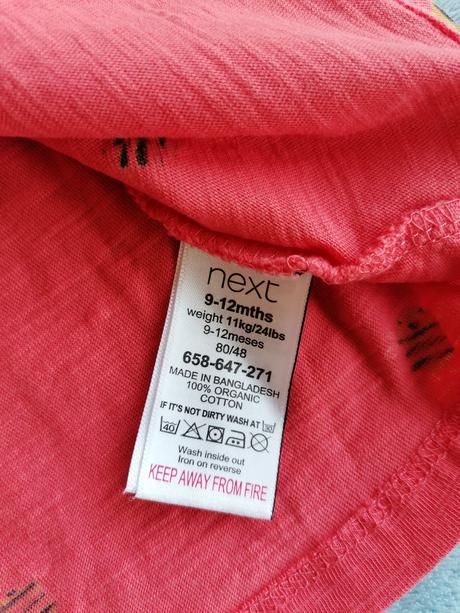 next
9-12mths
weight 11kg/24lbs
9-12meses
80/48
658-647-271
MADE IN BANGLADESH
100% ORGANIC
COTTON
IF IT'S NOT DIRTY WASH AT 30
40
Wash inside out
Iron on reverse
KEEP AWAY FROM FIRE